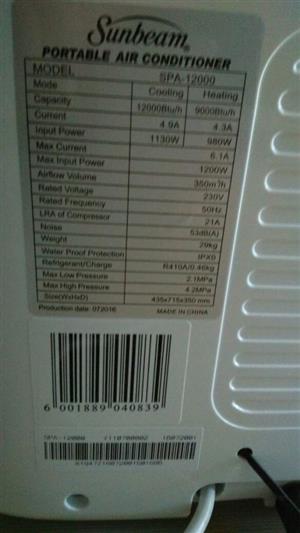 Sunbeam®
PORTABLE AIR CONDITIONER
MODEL SPA-12000
Mode Cooling Heating
Capacity 12000Btu/h 9000Btu/h
Current 4.9A 4.3A
Input Power 1130W 980W
Max Current 6.1A
Max Input Power 1200W
Airflow Volume 350m³/h
Rated Voltage 230V
Rated Frequency 50Hz
LRA of Compressor 21A
Noise 53dB(A)
Weight 29kg
Water Proof Protection IPX0
Refrigerant/Charge R410A/0.46kg
Max Low Pressure 2.1MPa
Max High Pressure 4.2MPa
Size(WxHxD) 435x715x350 mm
Production date: 072016 MADE IN CHINA
6 001889 040839
SPA-12000